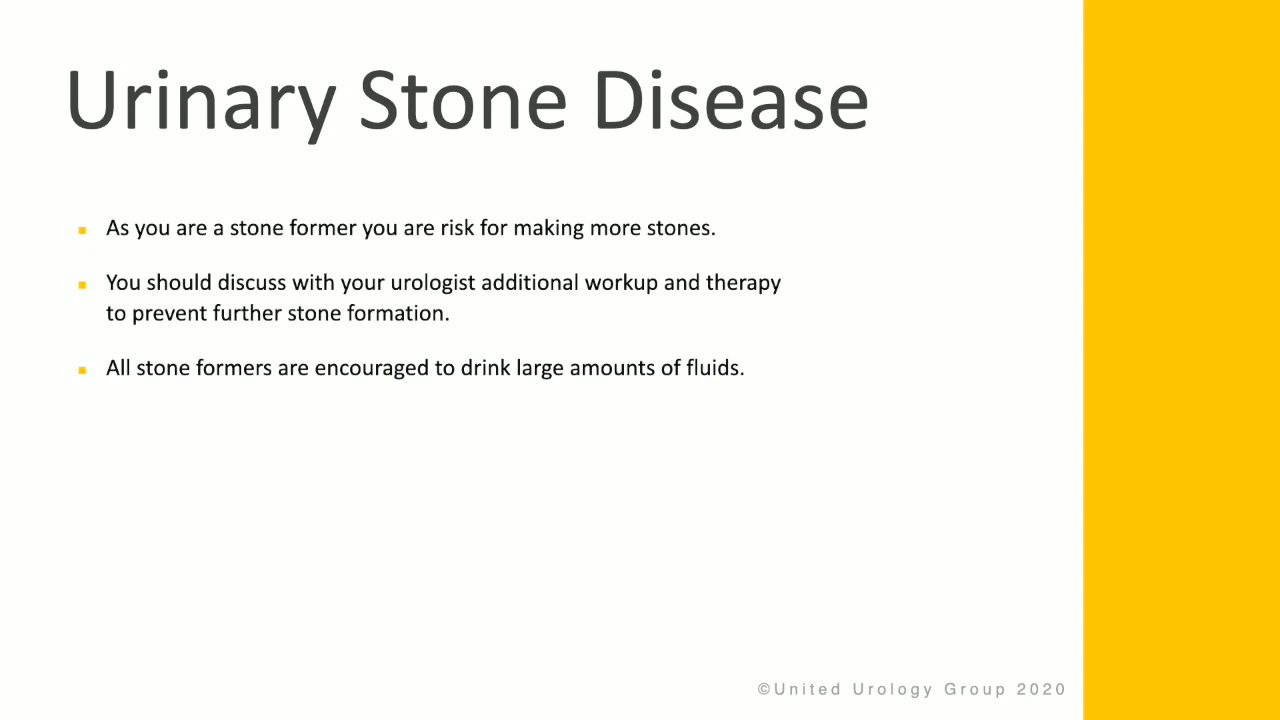 Urinary Stone Disease
As you are a stone former you are risk for making more stones.
You should discuss with your urologist additional workup and therapy
to prevent further stone formation.
All stone formers are encouraged to drink large amounts of fluids.
©United Urology Group 2020